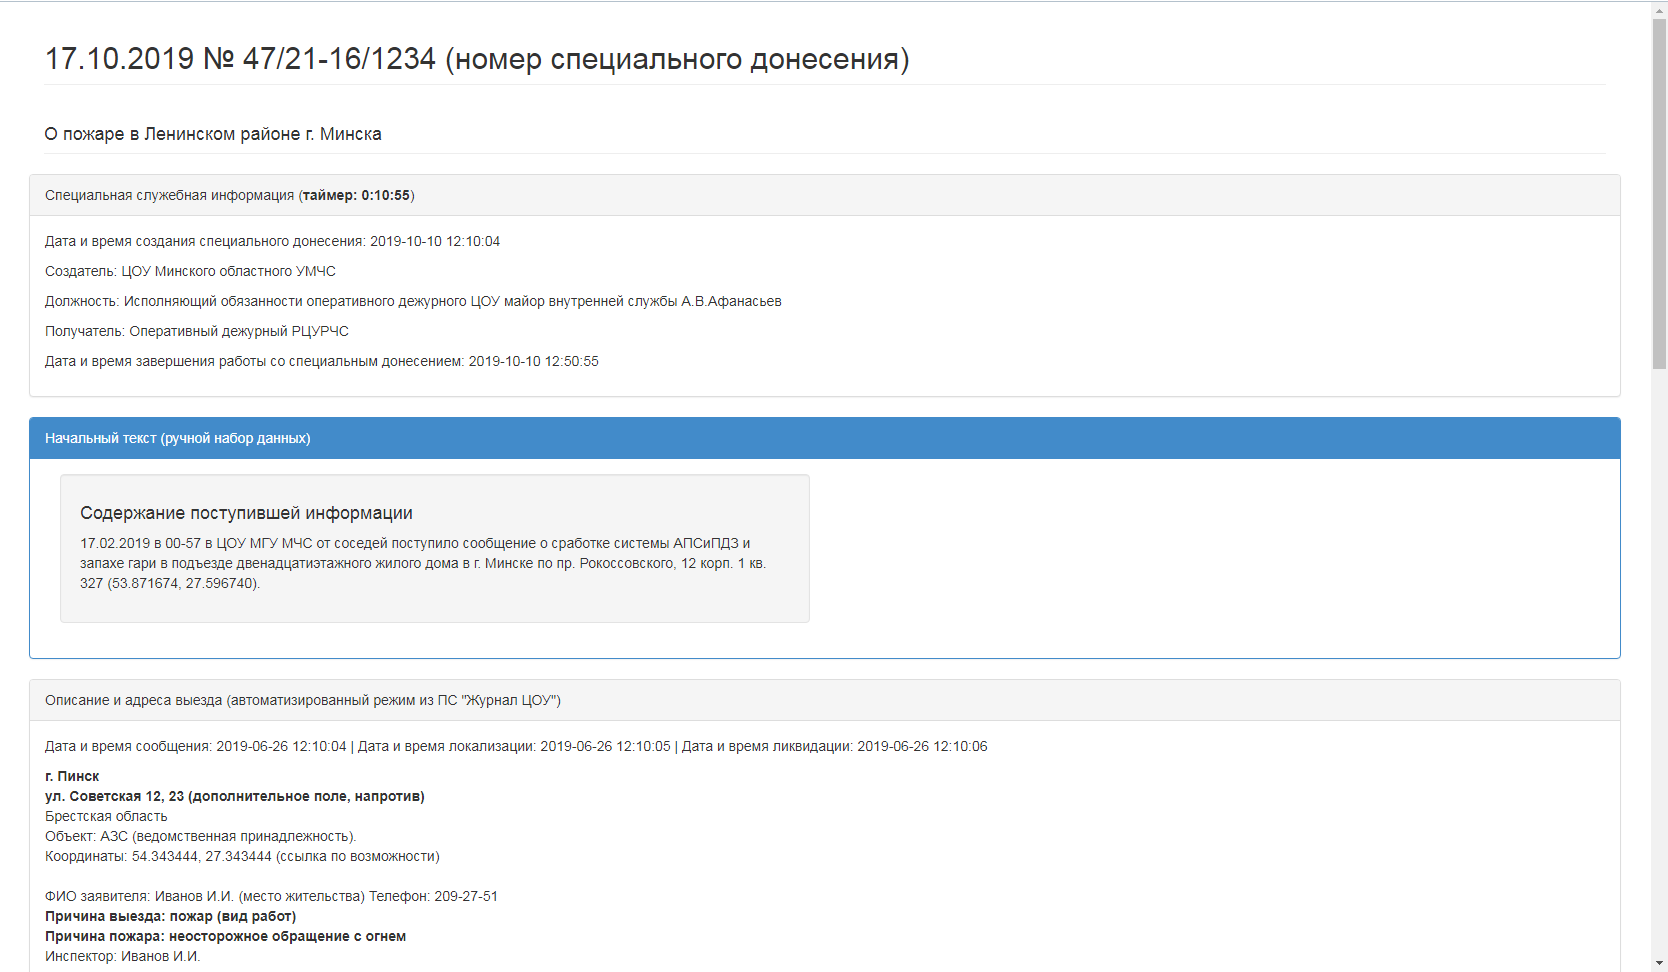 17.10.2019 № 47/21-16/1234 (номер специального донесения)
О пожаре в Ленинском районе г. Минска
Специальная служебная информация (таймер: 0:10:55)
Дата и время создания специального донесения: 2019-10-10 12:10:04
Создатель: ЦОУ Минского областного УМЧС
Должность: Исполняющий обязанности оперативного дежурного ЦОУ майор внутренней службы А.В.Афанасьев
Получатель: Оперативный дежурный РЦУРЧС
Дата и время завершения работы со специальным донесением: 2019-10-10 12:50:55
Начальный текст (ручной набор данных)
Содержание поступившей информации
17.02.2019 в 00-57 в ЦОУ МГУ МЧС от соседей поступило сообщение о сработке системы АПСиПДЗ и
запахе гари в подъезде двенадцатиэтажного жилого дома в г. Минске по пр. Рокоссовского, 12 корп. 1 кв.
327 (53.871674, 27.596740).
Описание и адреса выезда (автоматизированный режим из ПС "Журнал ЦОУ")
Дата и время сообщения: 2019-06-26 12:10:04 | Дата и время локализации: 2019-06-26 12:10:05 | Дата и время ликвидации: 2019-06-26 12:10:06
г. Пинск
ул. Советская 12, 23 (дополнительное поле, напротив)
Брестская область
Объект: АЗС (ведомственная принадлежность).
Координаты: 54.343444, 27.343444 (ссылка по возможности)
ФИО заявителя: Иванов И.И. (место жительства) Телефон: 209-27-51
Причина выезда: пожар (вид работ)
Причина пожара: неосторожное обращение с огнем
Инспектор: Иванов И.И.